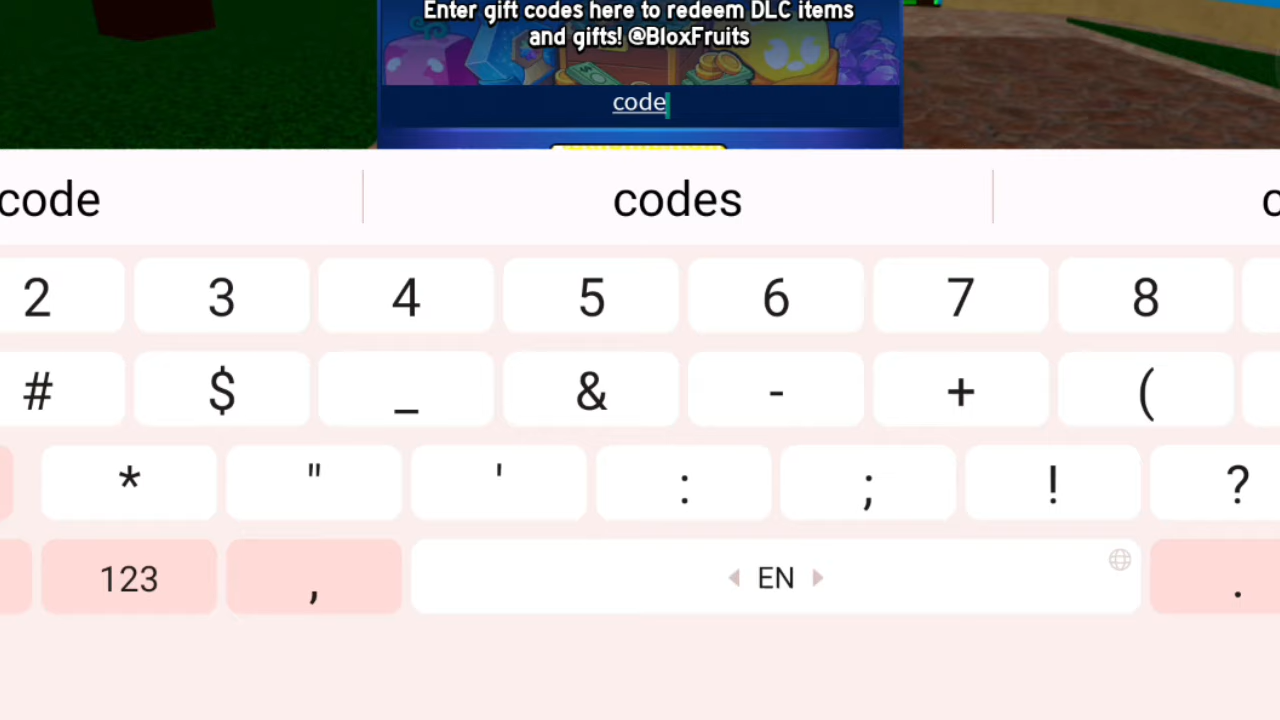 Enter gift codes here to redeem DLC items
and gifts! @BloxFruits
code
code codes
2 3 4 5 6 7 8
# $ _ & - + (
* " ' : ; ! ?
123 , EN .